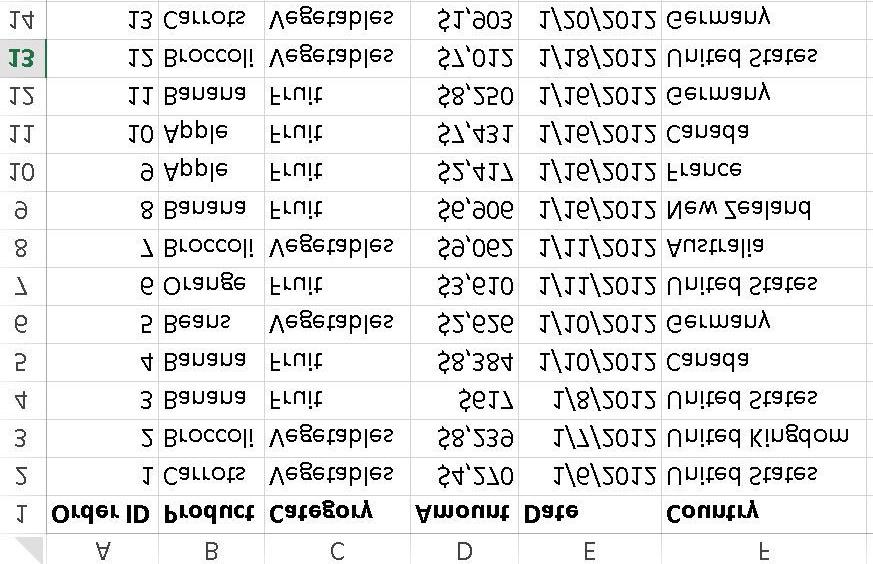 A B C D E F
1 Order ID Product Category Amount Date Country
2 1 Carrots Vegetables $4,270 1/6/2012 United States
3 2 Broccoli Vegetables $8,239 1/7/2012 United Kingdom
4 3 Banana Fruit $617 1/8/2012 United States
5 4 Banana Fruit $8,384 1/10/2012 Canada
6 5 Beans Vegetables $2,626 1/10/2012 Germany
7 6 Orange Fruit $3,610 1/11/2012 United States
8 7 Broccoli Vegetables $9,062 1/11/2012 Australia
9 8 Banana Fruit $6,906 1/16/2012 New Zealand
10 9 Apple Fruit $2,417 1/16/2012 France
11 10 Apple Fruit $7,431 1/16/2012 Canada
12 11 Banana Fruit $8,250 1/16/2012 Germany
13 12 Broccoli Vegetables $7,012 1/18/2012 United States
14 13 Carrots Vegetables $1,903 1/20/2012 Germany